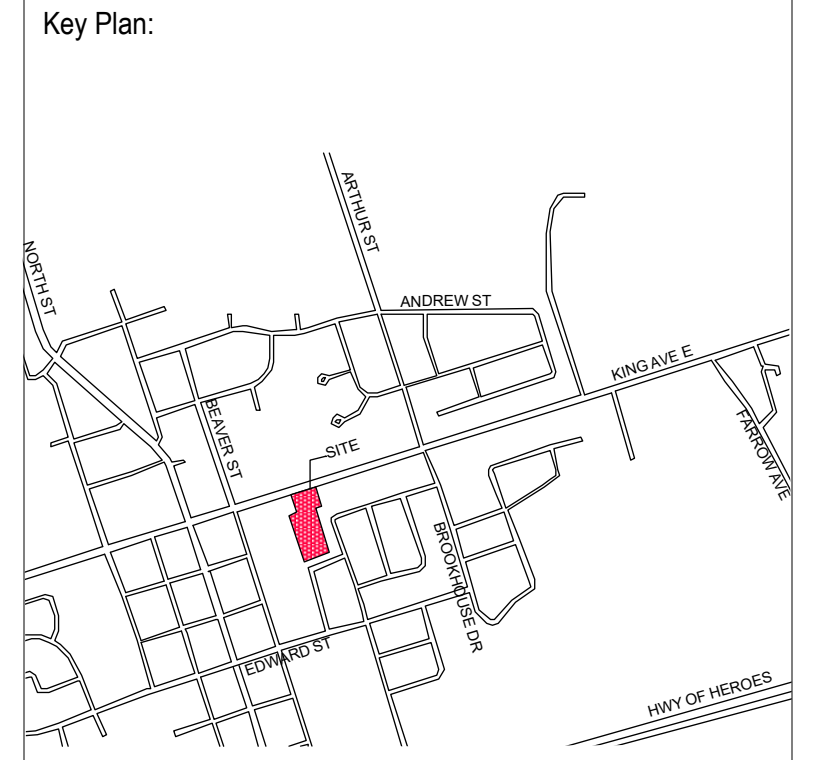 Key Plan:
ARTHUR ST
NORTH ST
ANDREW ST
KING AVE E
BEAVER ST
FARROW AVE
SITE
BROOKHOUSE DR
EDWARD ST
HWY OF HEROES